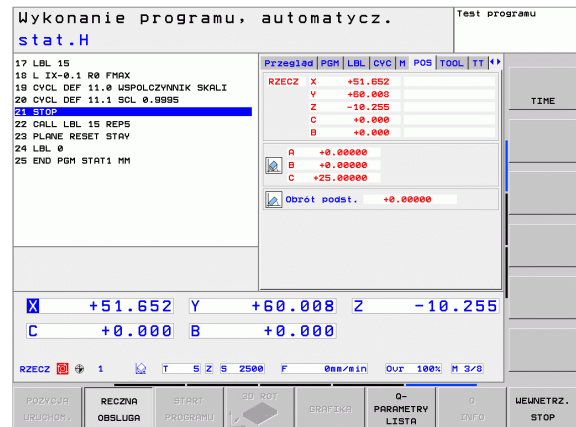 Wykonanie programu, automatycz.
Test programu
stat.H
17 LBL 15
18 L IX-0.1 R0 FMAX
19 CYCL DEF 11.0 WSPOLCZYNNIK SKALI
20 CYCL DEF 11.1 SCL 0.9995
21 STOP
22 CALL LBL 15 REP5
23 PLANE RESET STAY
24 LBL 0
25 END PGM STAT1 MM
Przegląd PGM LBL CYC M POS TOOL TT
RZECZ X +51.652
Y +60.008
Z -10.255
C +0.000
B +0.000
A +0.00000
B +0.00000
C +25.00000
Obrót podst. +0.00000
TIME
X +51.652 Y +60.008 Z -10.255
C +0.000 B +0.000
RZECZ 1 T 5 Z S 2500 F 0mm/min Ovr 100% M 3/8
POZYCJA URUCHOM.
RECZNA OBSLUGA
START PROGRAMU
3D ROT
GRAFIKA
Q-PARAMETRY LISTA
Q INFO
WEWNETRZ. STOP